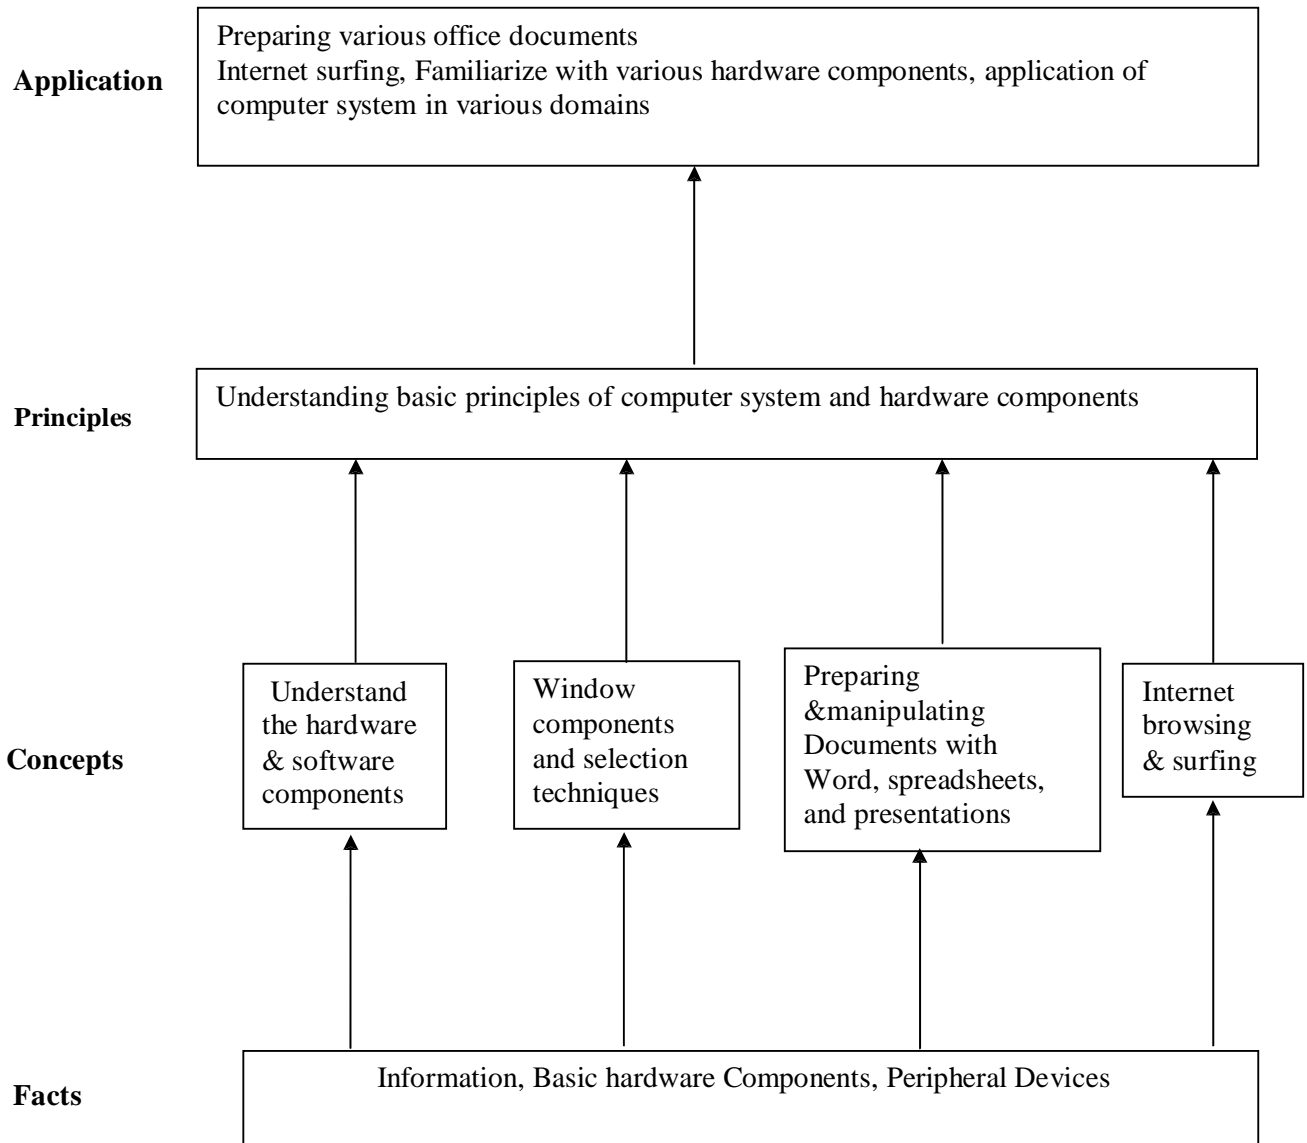 Application
Preparing various office documents
Internet surfing, Familiarize with various hardware components, application of
computer system in various domains
Principles
Understanding basic principles of computer system and hardware components
Concepts
Understand
the hardware
& software
components
Window
components
and selection
techniques
Preparing
&manipulating
Documents with
Word, spreadsheets,
and presentations
Internet
browsing
& surfing
Facts
Information, Basic hardware Components, Peripheral Devices